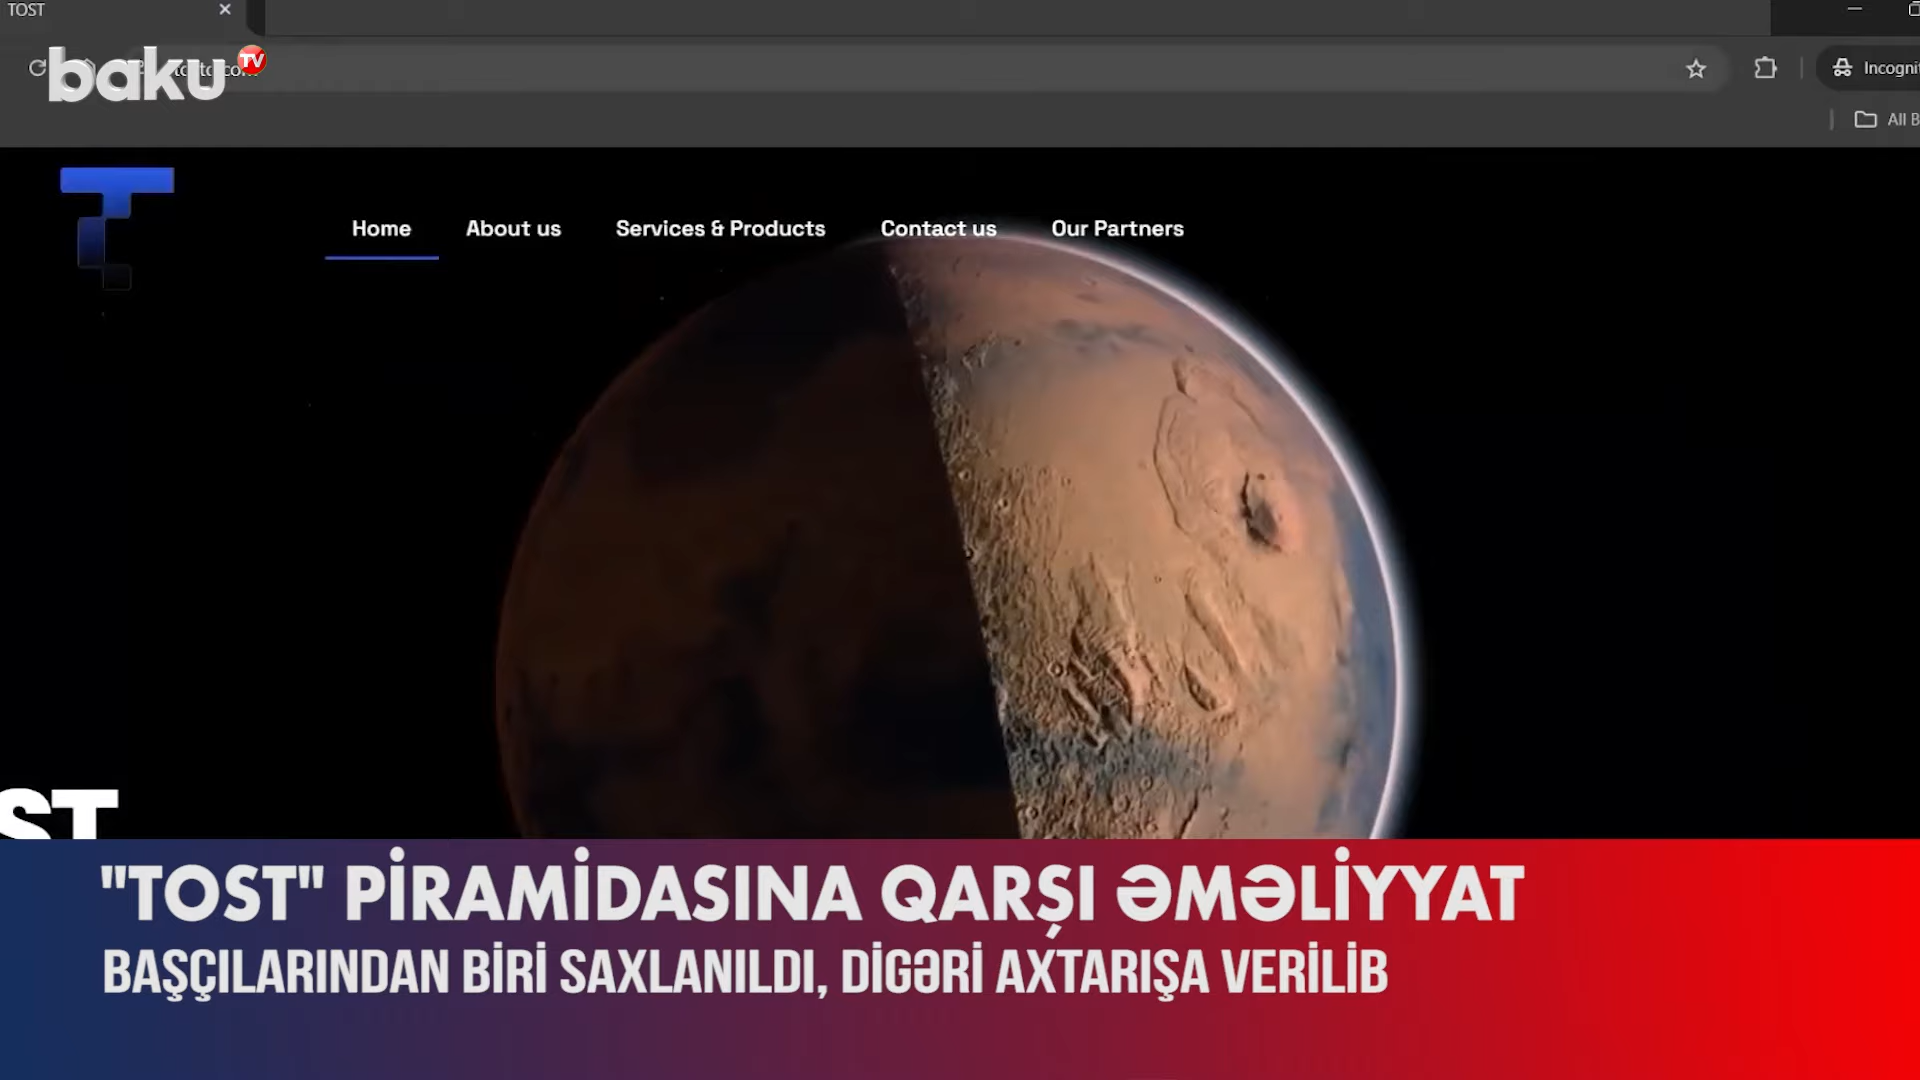 TOST
baku TV
Incogni
All B
Home About us Services & Products Contact us Our Partners
ST
"TOST" PİRAMİDASINA QARŞI ƏMƏLİYYAT
BAŞÇILARINDAN BİRİ SAXLANILDI, DİGƏRİ AXTARIŞA VERİLİB